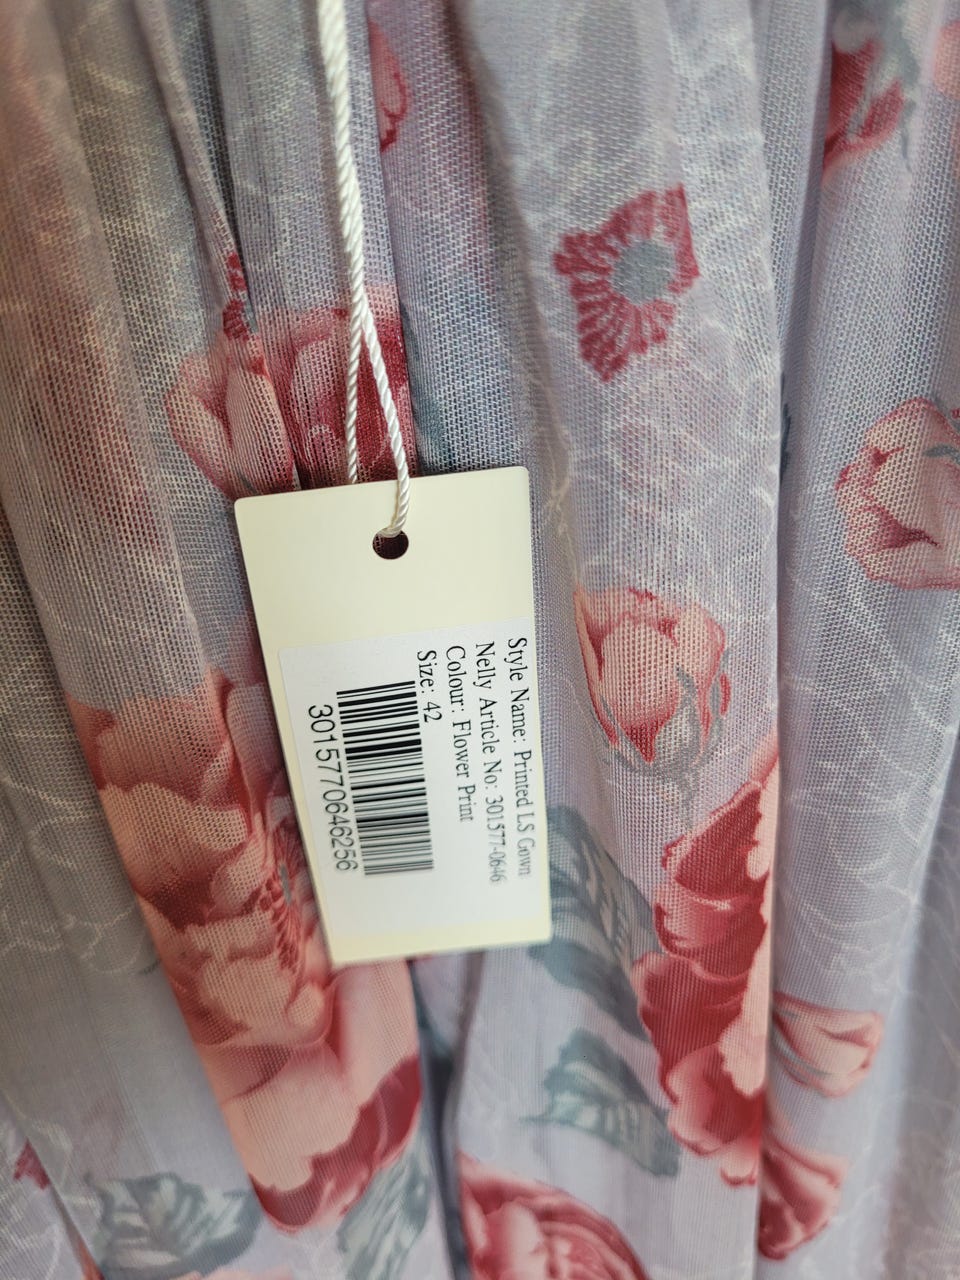 Style Name: Printed LS Gown
Nelly Article No: 301577-0646
Colour: Flower Print
Size: 42
3015770646256